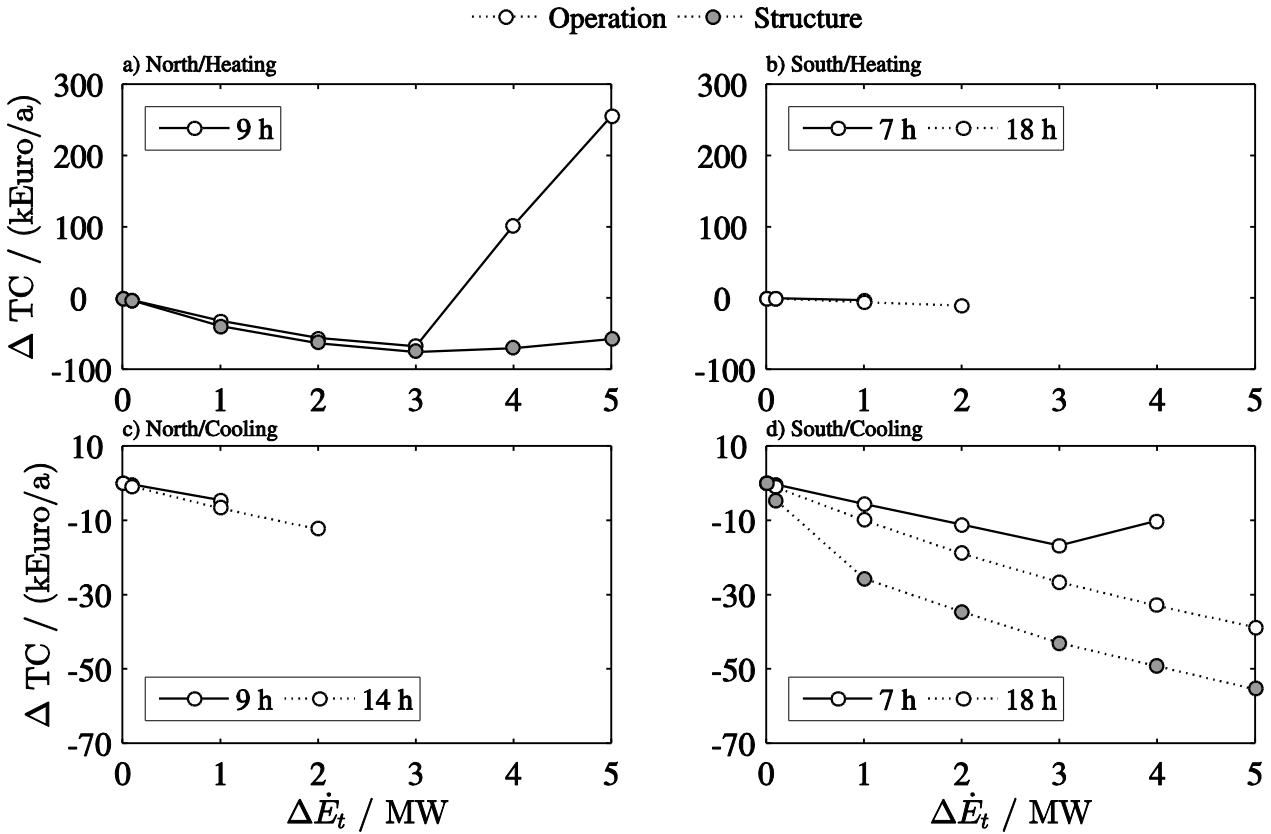 Operation Structure
a) North/Heating
300
200
100
0
-100
Δ TC / (kEuro/a)
9 h
0 1 2 3 4 5
b) South/Heating
300
200
100
0
-100
7 h 18 h
0 1 2 3 4 5
c) North/Cooling
10
-10
-30
-50
-70
Δ TC / (kEuro/a)
9 h 14 h
0 1 2 3 4 5
ΔĖₜ / MW
d) South/Cooling
10
-10
-30
-50
-70
7 h 18 h
0 1 2 3 4 5
ΔĖₜ / MW